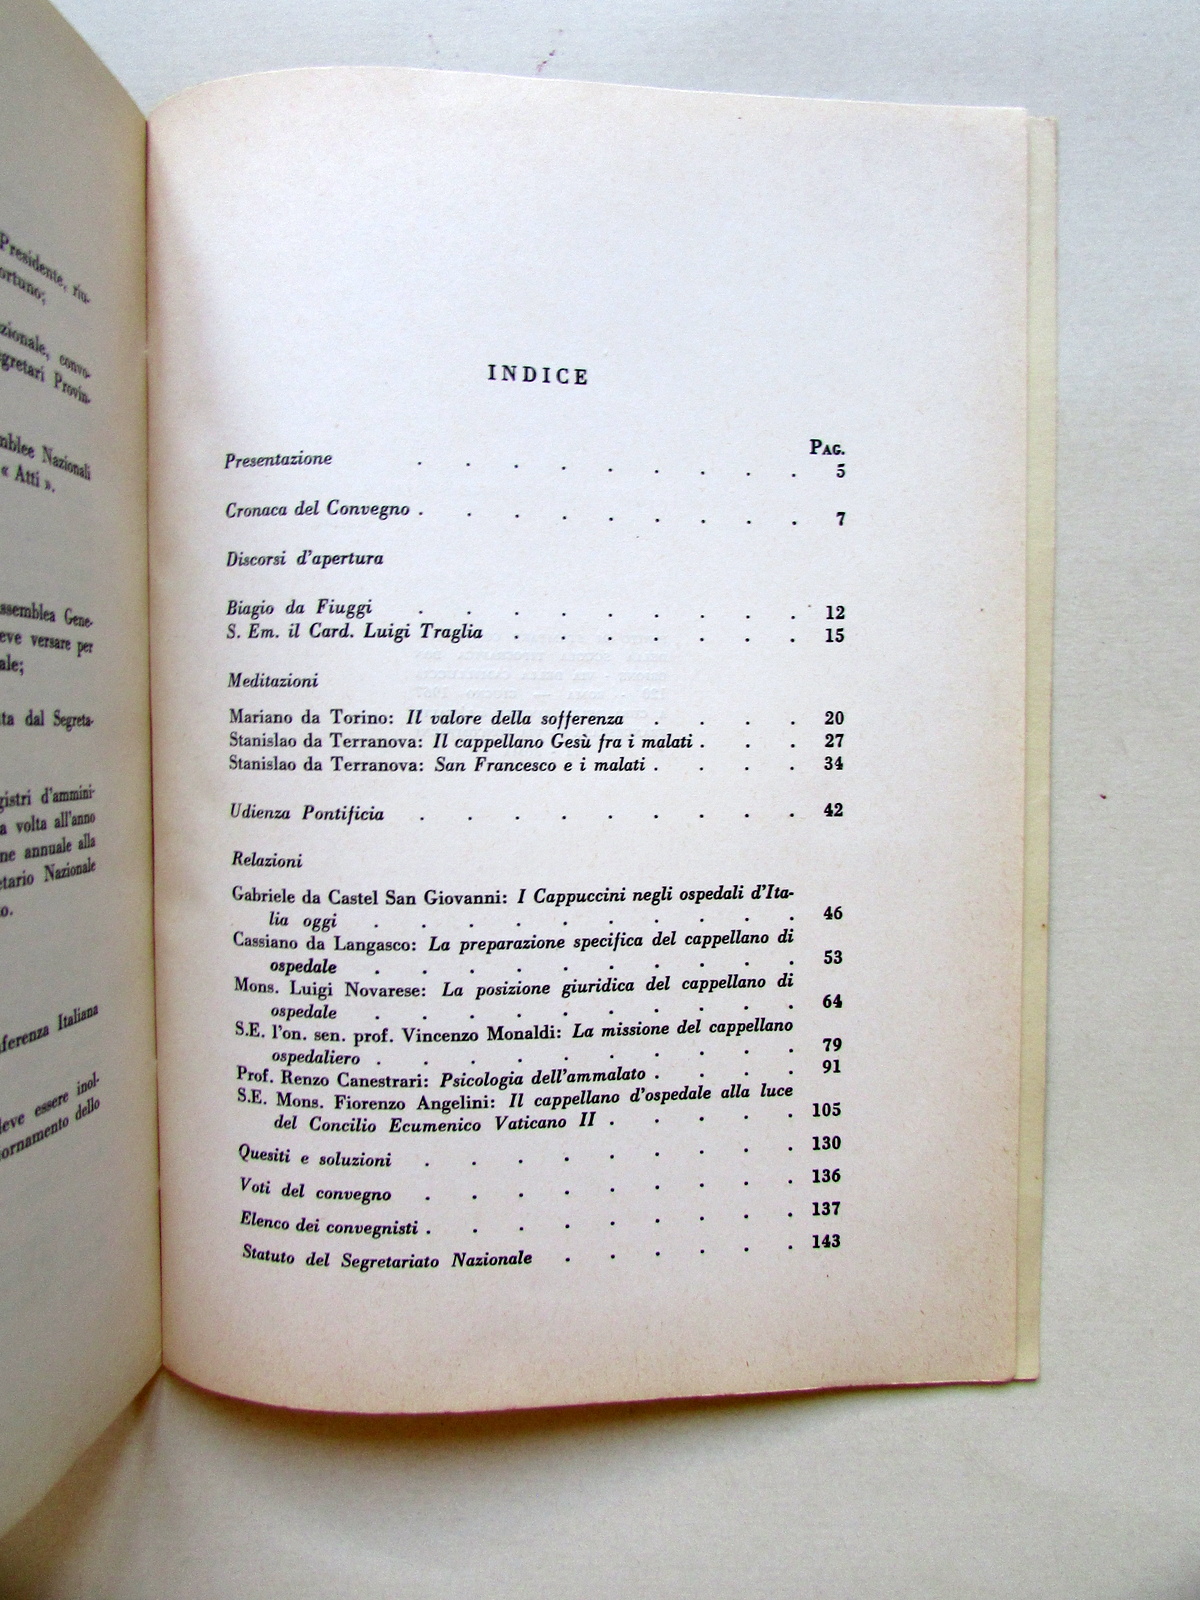 Presidente, riu-
ortuno;
zionale, convo-
gretari Provin-
mblee Nazionali
« Atti ».
ssemblea Gene-
eve versare per
ale;
ta dal Segreta-
gistri d'ammini-
a volta all'anno
ne annuale alla
etario Nazionale
o.
nferenza Italiana
leve essere inol-
ornamento dello
INDICE
PAG.
Presentazione . . . . . . . . . 5
Cronaca del Convegno . . . . . . . . . 7
Discorsi d'apertura
Biagio da Fiuggi . . . . . . . . . 12
S. Em. il Card. Luigi Traglia . . . . . . . 15
Meditazioni
Mariano da Torino: Il valore della sofferenza . . . . 20
Stanislao da Terranova: Il cappellano Gesù fra i malati . . . 27
Stanislao da Terranova: San Francesco e i malati . . . . 34
Udienza Pontificia . . . . . . . . . 42
Relazioni
Gabriele da Castel San Giovanni: I Cappuccini negli ospedali d'Ita-
lia oggi . . . . . . . . . . 46
Cassiano da Langasco: La preparazione specifica del cappellano di
ospedale . . . . . . . . . . 53
Mons. Luigi Novarese: La posizione giuridica del cappellano di
ospedale . . . . . . . . . . 64
S.E. l'on. sen. prof. Vincenzo Monaldi: La missione del cappellano
ospedaliero . . . . . . . . . . 79
Prof. Renzo Canestrari: Psicologia dell'ammalato . . . . 91
S.E. Mons. Fiorenzo Angelini: Il cappellano d'ospedale alla luce
del Concilio Ecumenico Vaticano II . . . . . 105
Quesiti e soluzioni . . . . . . . . . 130
Voti del convegno . . . . . . . . . 136
Elenco dei convegnisti . . . . . . . . . 137
Statuto del Segretariato Nazionale . . . . . . 143